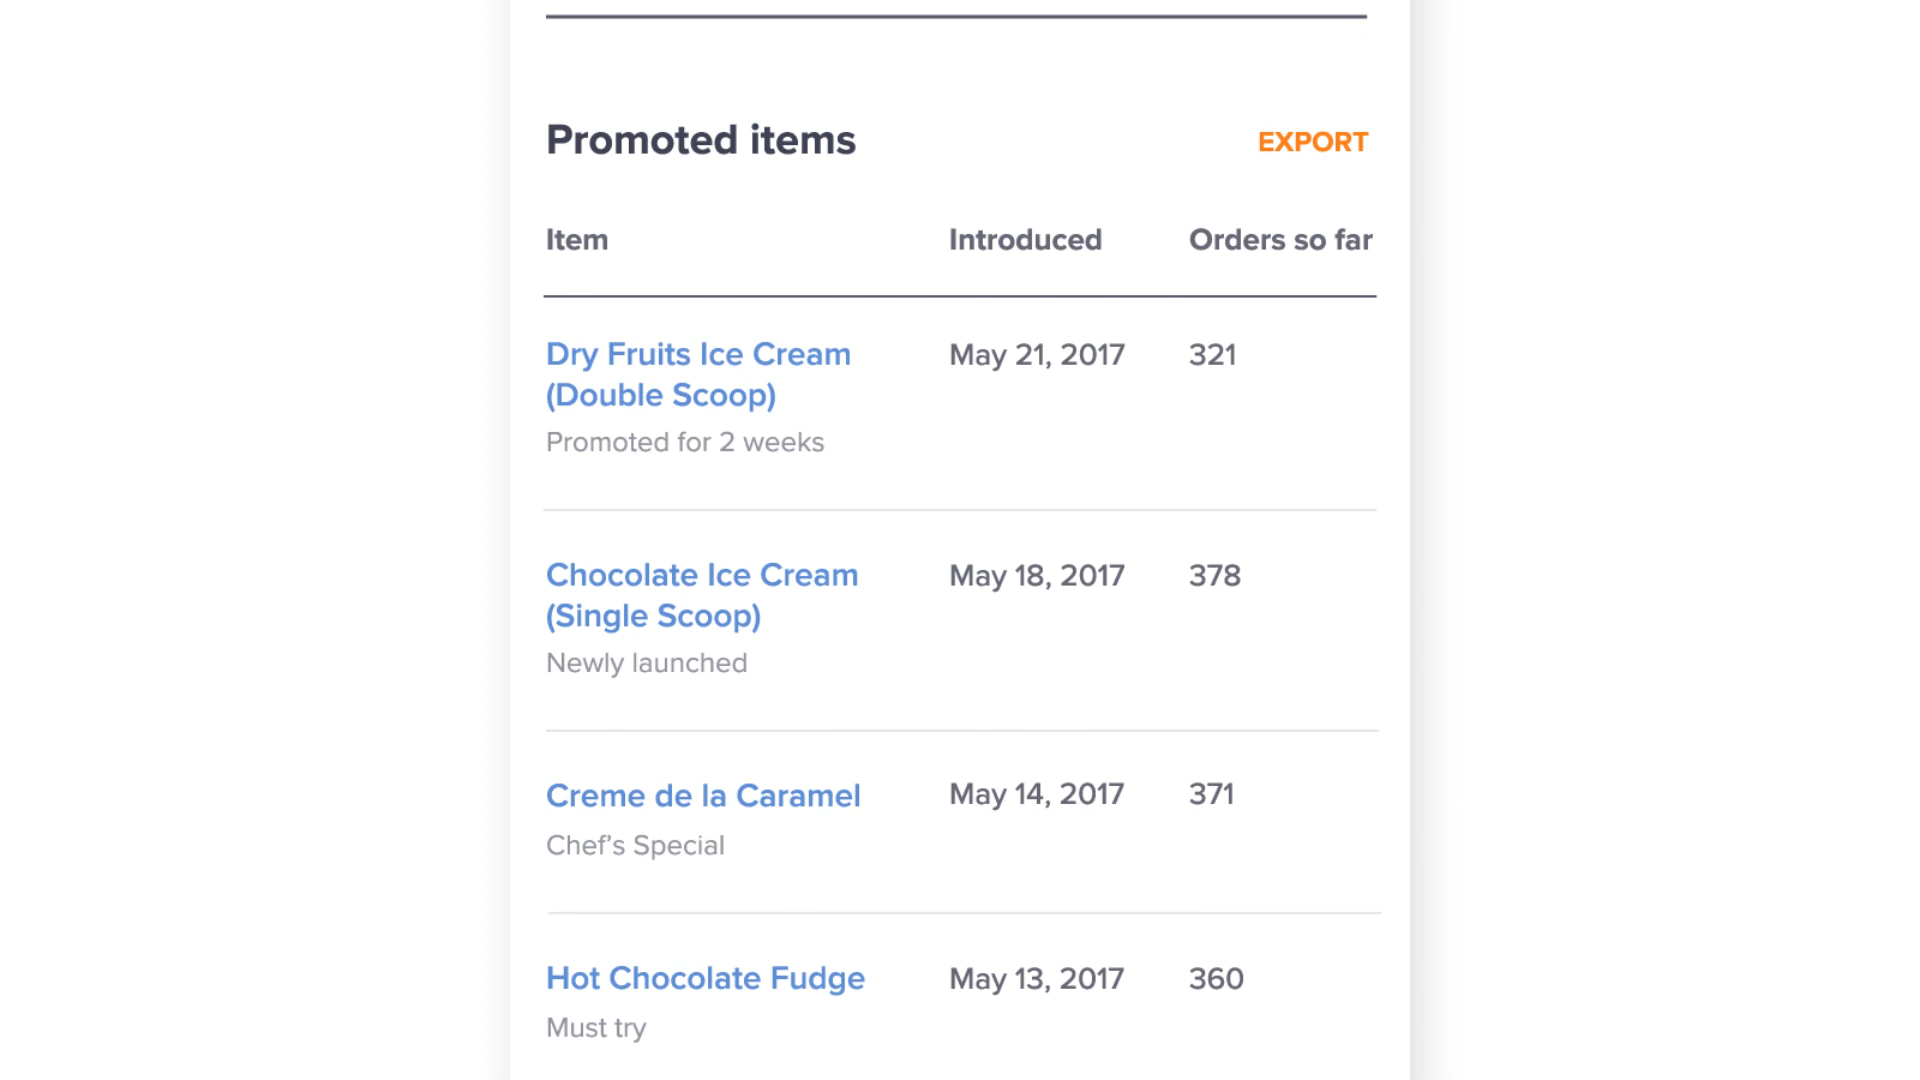 Promoted items
EXPORT
Item
Introduced
Orders so far
Dry Fruits Ice Cream
(Double Scoop)
Promoted for 2 weeks
May 21, 2017
321
Chocolate Ice Cream
(Single Scoop)
Newly launched
May 18, 2017
378
Creme de la Caramel
Chef’s Special
May 14, 2017
371
Hot Chocolate Fudge
Must try
May 13, 2017
360